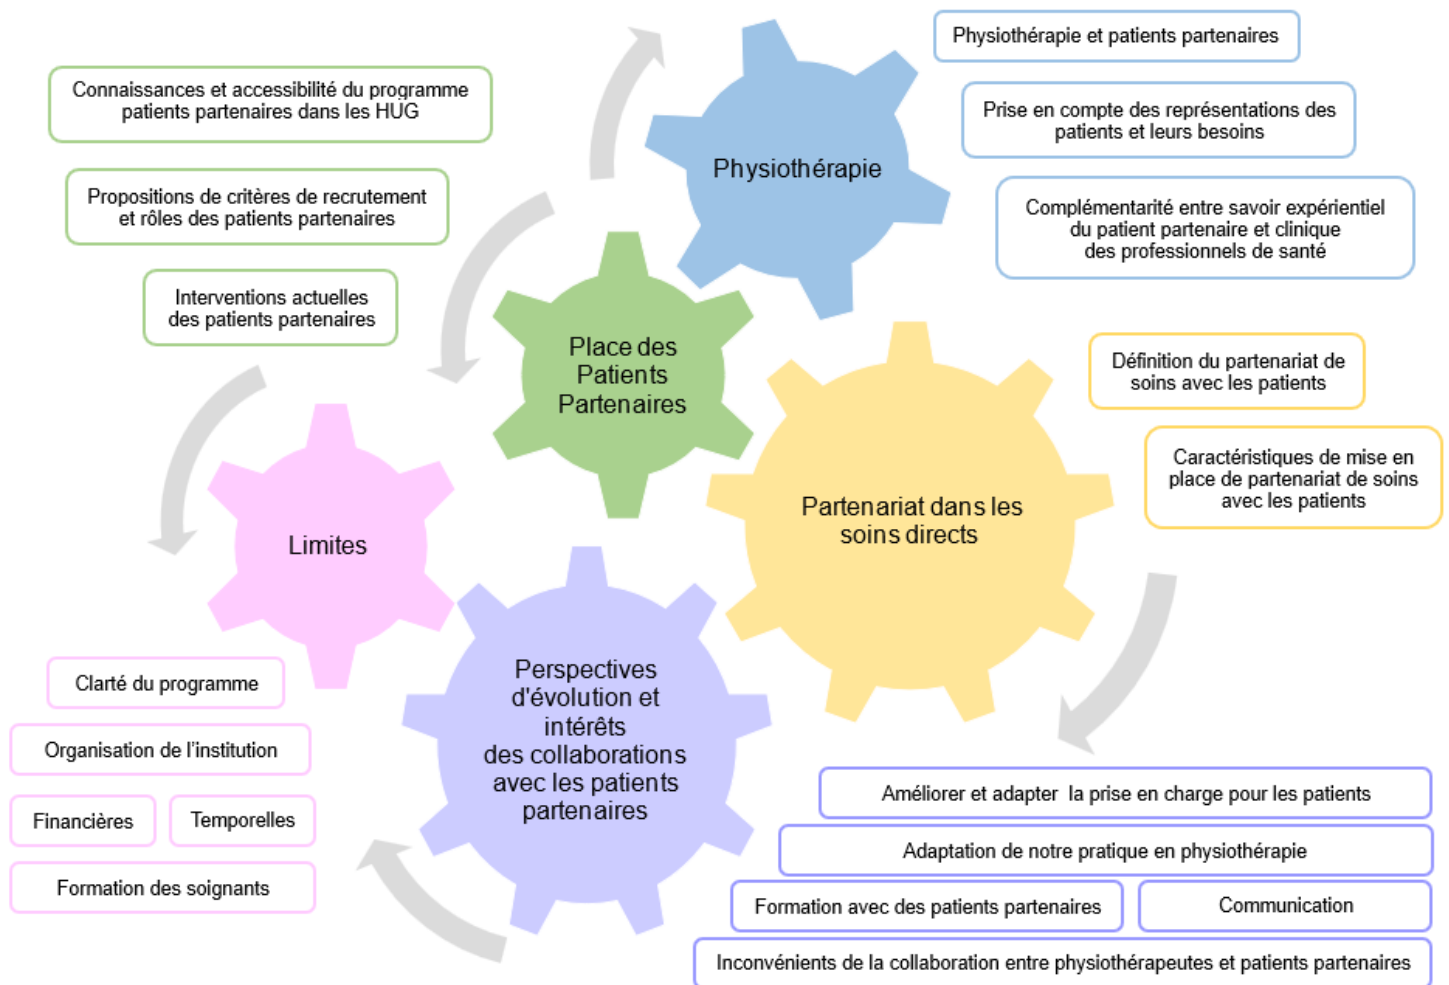 Physiothérapie et patients partenaires
Prise en compte des représentations des
patients et leurs besoins
Complémentarité entre savoir expérientiel
du patient partenaire et clinique
des professionnels de santé
Physiothérapie
Connaissances et accessibilité du programme
patients partenaires dans les HUG
Propositions de critères de recrutement
et rôles des patients partenaires
Interventions actuelles
des patients partenaires
Place des
Patients
Partenaires
Définition du partenariat de
soins avec les patients
Caractéristiques de mise en
place de partenariat de soins
avec les patients
Partenariat dans les
soins directs
Limites
Clarté du programme
Organisation de l’institution
Financières
Temporelles
Formation des soignants
Perspectives
d'évolution et
intérêts
des collaborations
avec les patients
partenaires
Améliorer et adapter la prise en charge pour les patients
Adaptation de notre pratique en physiothérapie
Formation avec des patients partenaires
Communication
Inconvénients de la collaboration entre physiothérapeutes et patients partenaires